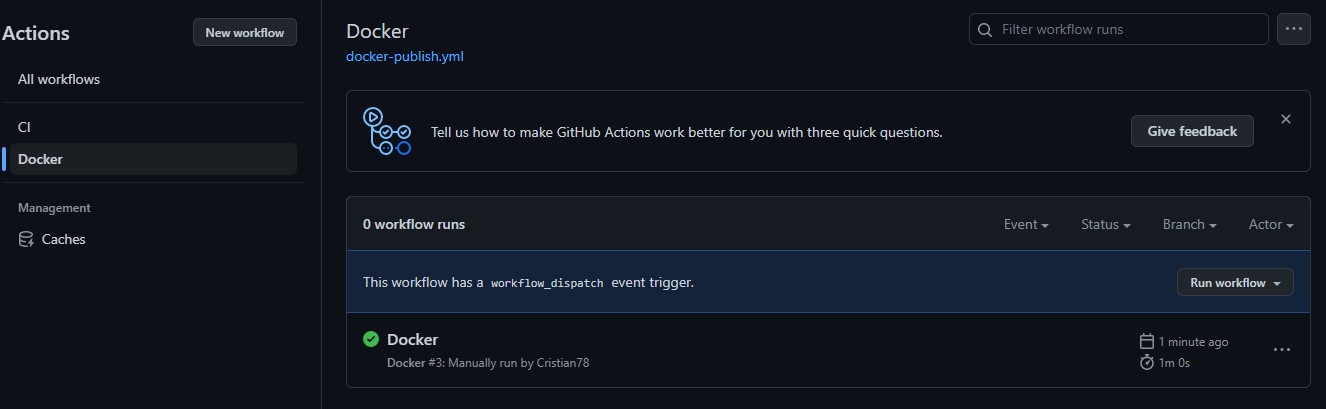 Actions
New workflow
All workflows
CI
Docker
Management
Caches
Docker
docker-publish.yml
Filter workflow runs
Tell us how to make GitHub Actions work better for you with three quick questions.
Give feedback
0 workflow runs
Event
Status
Branch
Actor
This workflow has a workflow_dispatch event trigger.
Run workflow
Docker
Docker #3: Manually run by Cristian78
1 minute ago
1m 0s